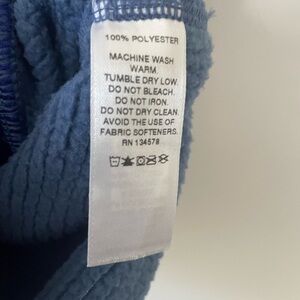 100% POLYESTER
MACHINE WASH
WARM.
TUMBLE DRY LOW.
DO NOT BLEACH.
DO NOT IRON.
DO NOT DRY CLEAN.
AVOID THE USE OF
FABRIC SOFTENERS.
RN 134578